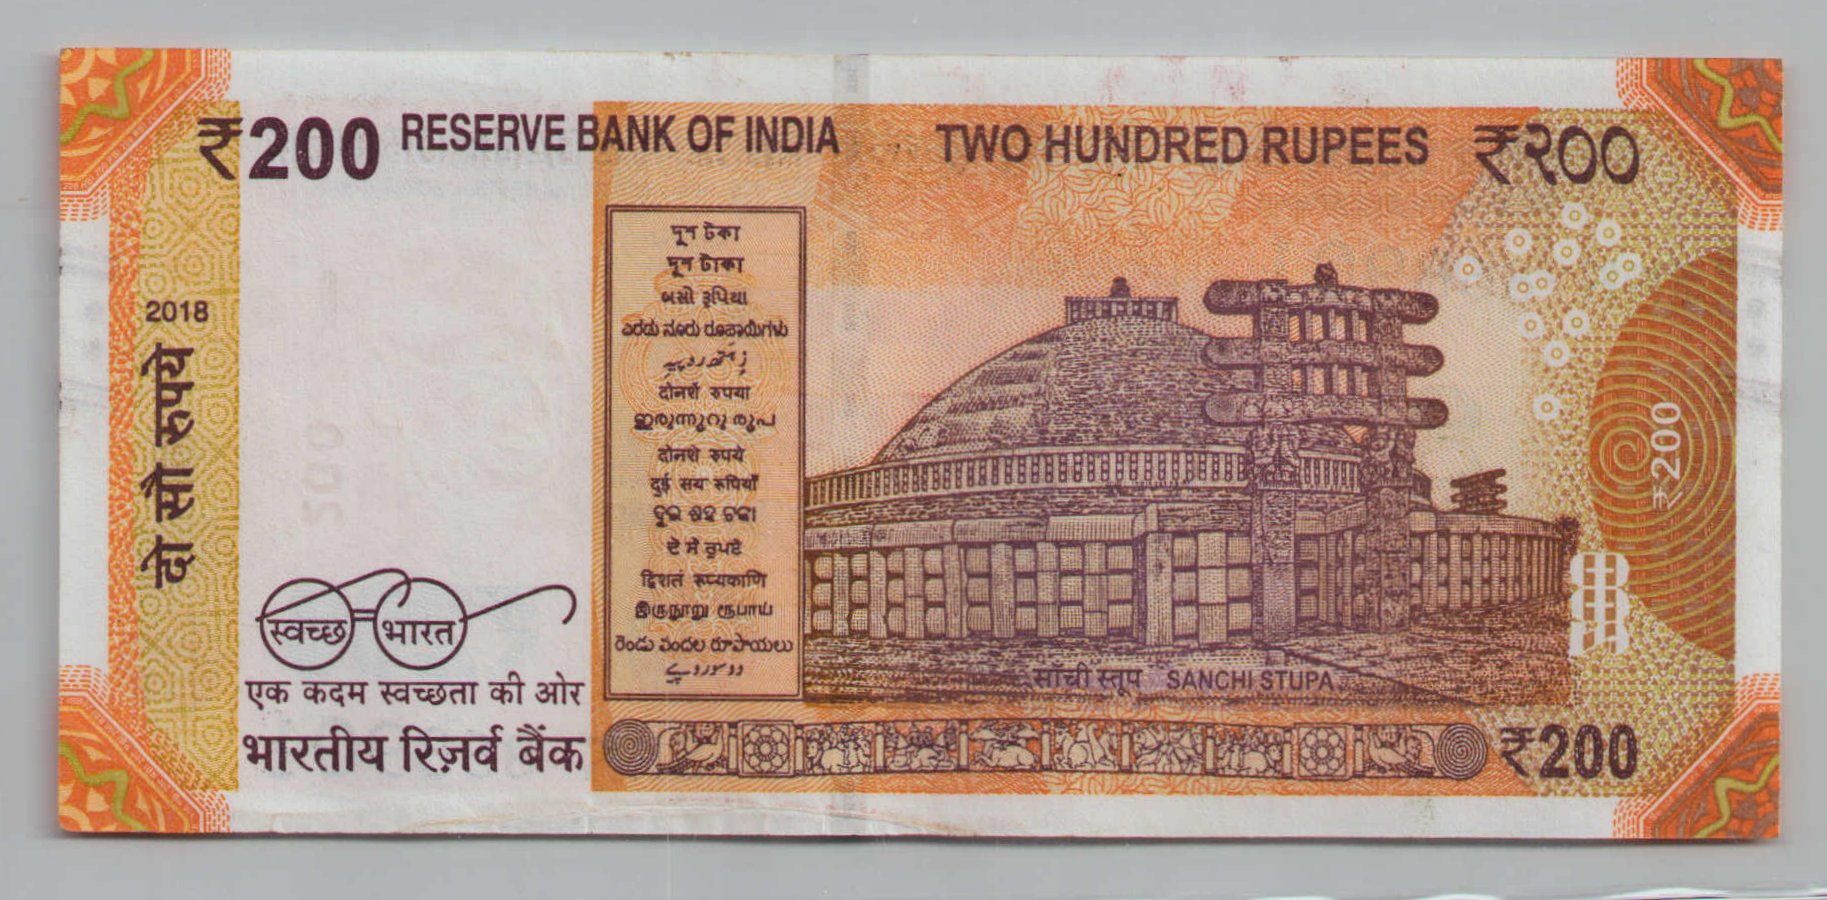 ₹200 RESERVE BANK OF INDIA TWO HUNDRED RUPEES ₹२००
2018
दो सौ रुपये
দুশ টকা
দুশ টাকা
બસો રૂપિયા
ಎರಡು ನೂರು ರೂಪಾಯಿಗಳು
दोनशें रुपया
ഇരുന്നൂറു രൂപ
दोनशे रुपये
दुई सय रुपियाँ
ଦୁଇ ଶହ ଟଙ୍କା
ਦੋ ਸੌ ਰੁਪਏ
द्विशतं रूप्यकाणि
இருநூறு ரூபாய்
రెండు వందల రూపాయలు
₹200
स्वच्छ भारत
एक कदम स्वच्छता की ओर
भारतीय रिज़र्व बैंक
साँची स्तूप SANCHI STUPA
₹200